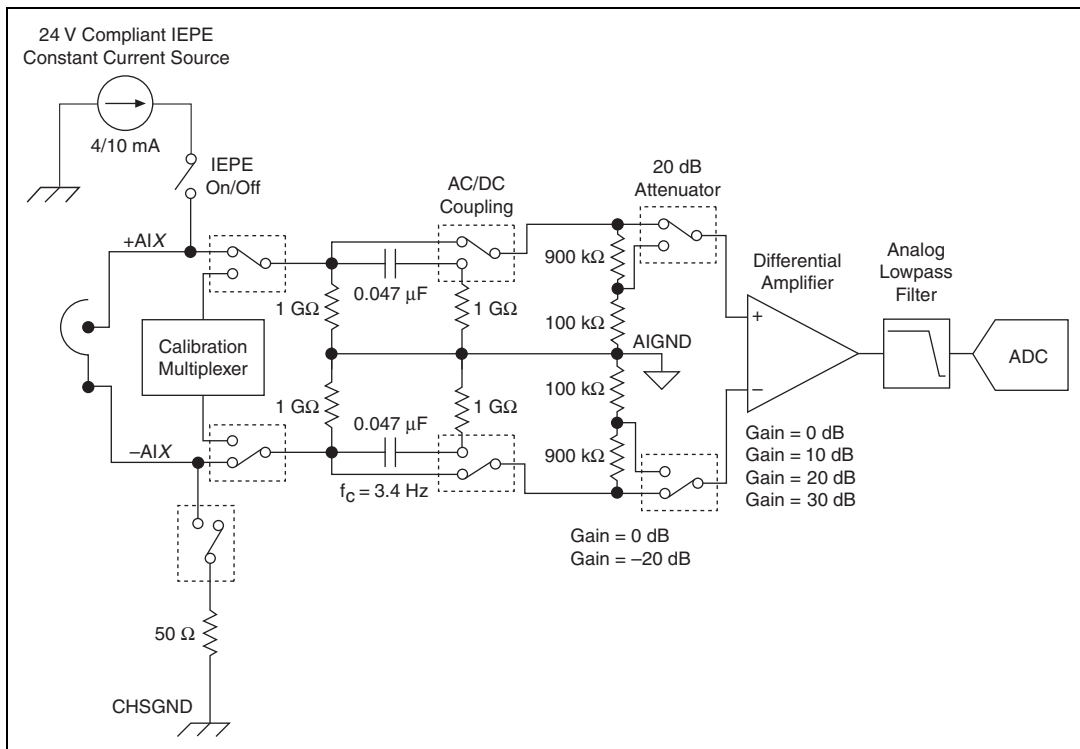 24 V Compliant IEPE
Constant Current Source
4/10 mA
IEPE
On/Off
AC/DC
Coupling
20 dB
Attenuator
+AIX
900 kΩ
Differential
Amplifier
Analog
Lowpass
Filter
0.047 μF
1 GΩ
1 GΩ
100 kΩ
+
Calibration
Multiplexer
AIGND
ADC
1 GΩ
1 GΩ
100 kΩ
–
0.047 μF
–AIX
900 kΩ
fc = 3.4 Hz
Gain = 0 dB
Gain = 10 dB
Gain = 20 dB
Gain = 30 dB
Gain = 0 dB
Gain = –20 dB
50 Ω
CHSGND